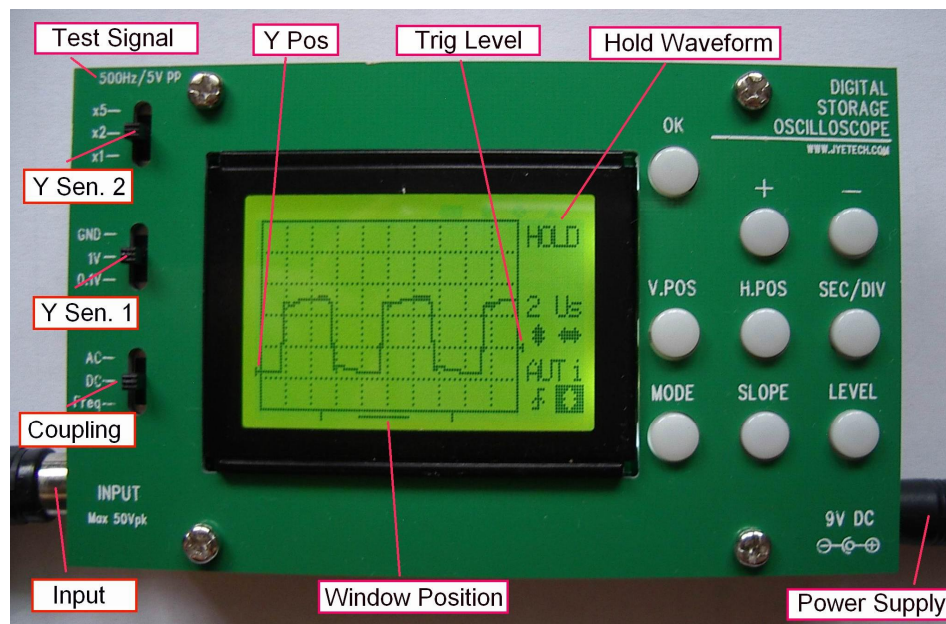 Test Signal
Y Pos
Trig Level
Hold Waveform
500Hz/5V PP
DIGITAL
STORAGE
OSCILLOSCOPE
WWW.JYETECH.COM
x5
x2
x1
OK
Y Sen. 2
+
−
GND
1V
0.1V
HOLD
Y Sen. 1
V.POS
H.POS
SEC/DIV
2 Us
AC
DC
Freq
AUTi
MODE
SLOPE
LEVEL
Coupling
INPUT
Max 50Vpk
9V DC
Input
Window Position
Power Supply